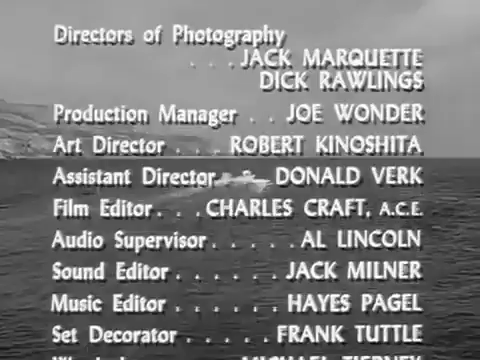 Directors of Photography
. . . JACK MARQUETTE
DICK RAWLINGS
Production Manager . . JOE WONDER
Art Director . . . ROBERT KINOSHITA
Assistant Director . . . DONALD VERK
Film Editor . . . CHARLES CRAFT, A.C.E.
Audio Supervisor . . . . . AL LINCOLN
Sound Editor . . . . . . JACK MILNER
Music Editor . . . . . . HAYES PAGEL
Set Decorator . . . . . FRANK TUTTLE
MICHAEL TIERNEY